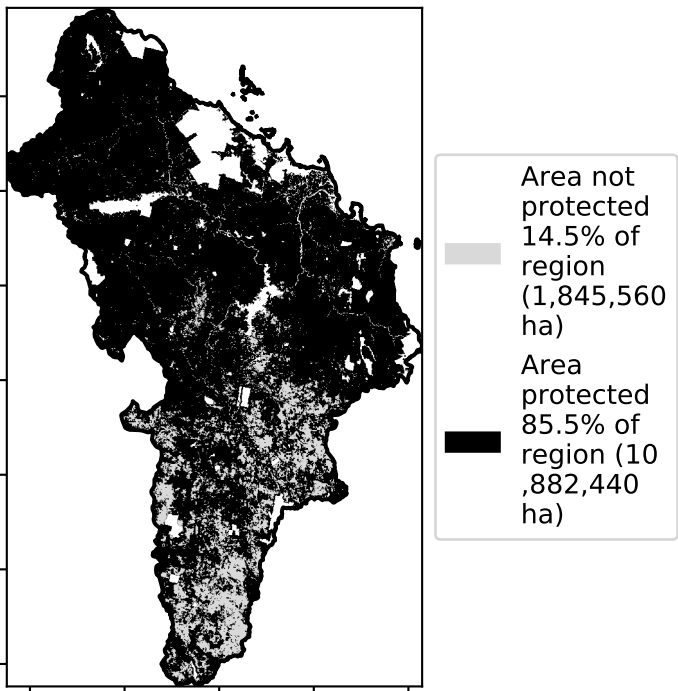 Area not
protected
14.5% of
region
(1,845,560
ha)
Area
protected
85.5% of
region (10
,882,440
ha)